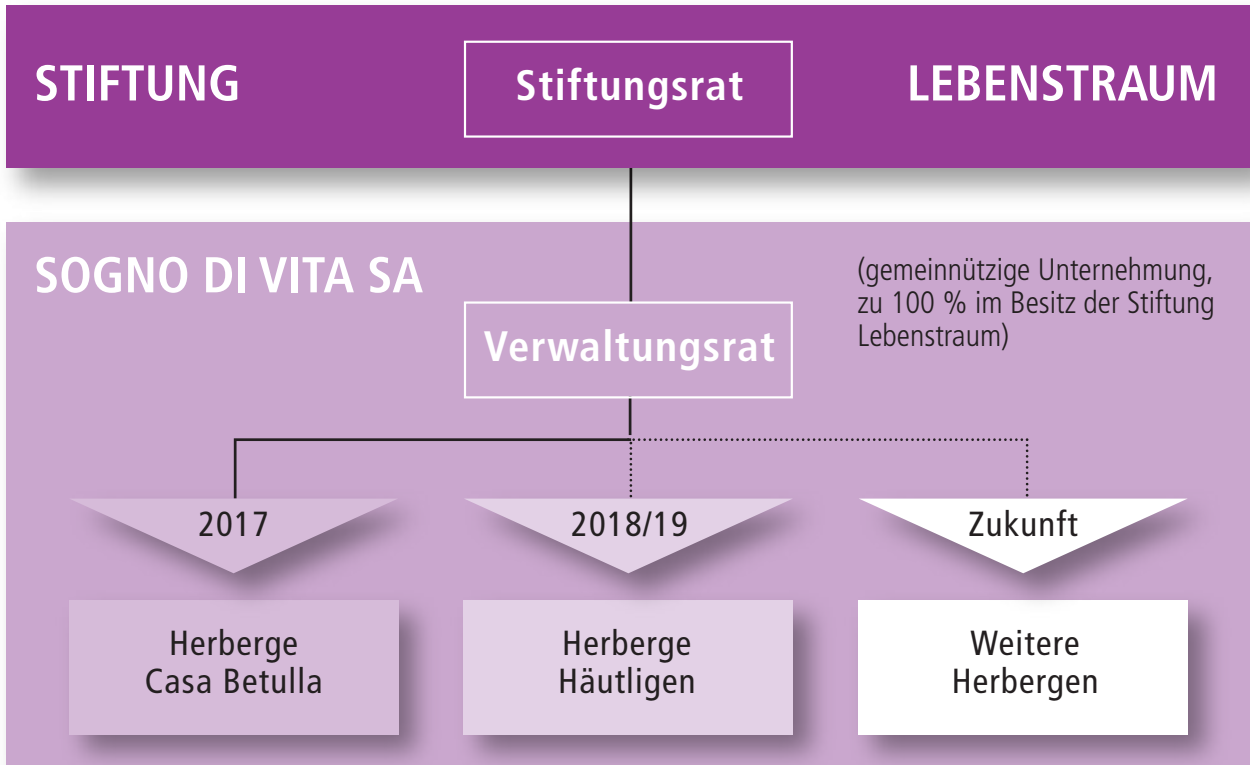 STIFTUNG
Stiftungsrat
LEBENSTRAUM
SOGNO DI VITA SA
(gemeinnützige Unternehmung,
zu 100 % im Besitz der Stiftung
Lebenstraum)
Verwaltungsrat
2017
2018/19
Zukunft
Herberge
Casa Betulla
Herberge
Häutligen
Weitere
Herbergen